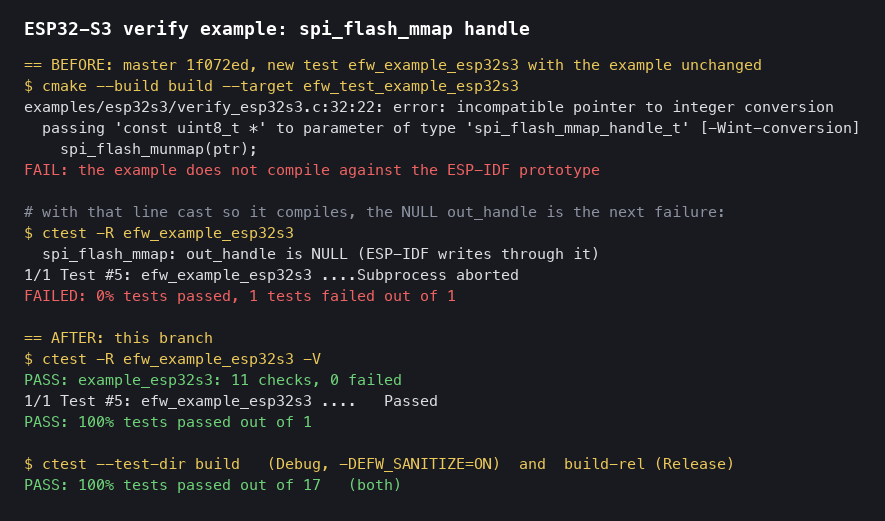 ESP32-S3 verify example: spi_flash_mmap handle
== BEFORE: master 1f072ed, new test efw_example_esp32s3 with the example unchanged
$ cmake --build build --target efw_test_example_esp32s3
examples/esp32s3/verify_esp32s3.c:32:22: error: incompatible pointer to integer conversion
  passing 'const uint8_t *' to parameter of type 'spi_flash_mmap_handle_t' [-Wint-conversion]
    spi_flash_munmap(ptr);
FAIL: the example does not compile against the ESP-IDF prototype
# with that line cast so it compiles, the NULL out_handle is the next failure:
$ ctest -R efw_example_esp32s3
  spi_flash_mmap: out_handle is NULL (ESP-IDF writes through it)
1/1 Test #5: efw_example_esp32s3 ....Subprocess aborted
FAILED: 0% tests passed, 1 tests failed out of 1
== AFTER: this branch
$ ctest -R efw_example_esp32s3 -V
PASS: example_esp32s3: 11 checks, 0 failed
1/1 Test #5: efw_example_esp32s3 ....   Passed
PASS: 100% tests passed out of 1
$ ctest --test-dir build   (Debug, -DEFW_SANITIZE=ON)  and  build-rel (Release)
PASS: 100% tests passed out of 17   (both)